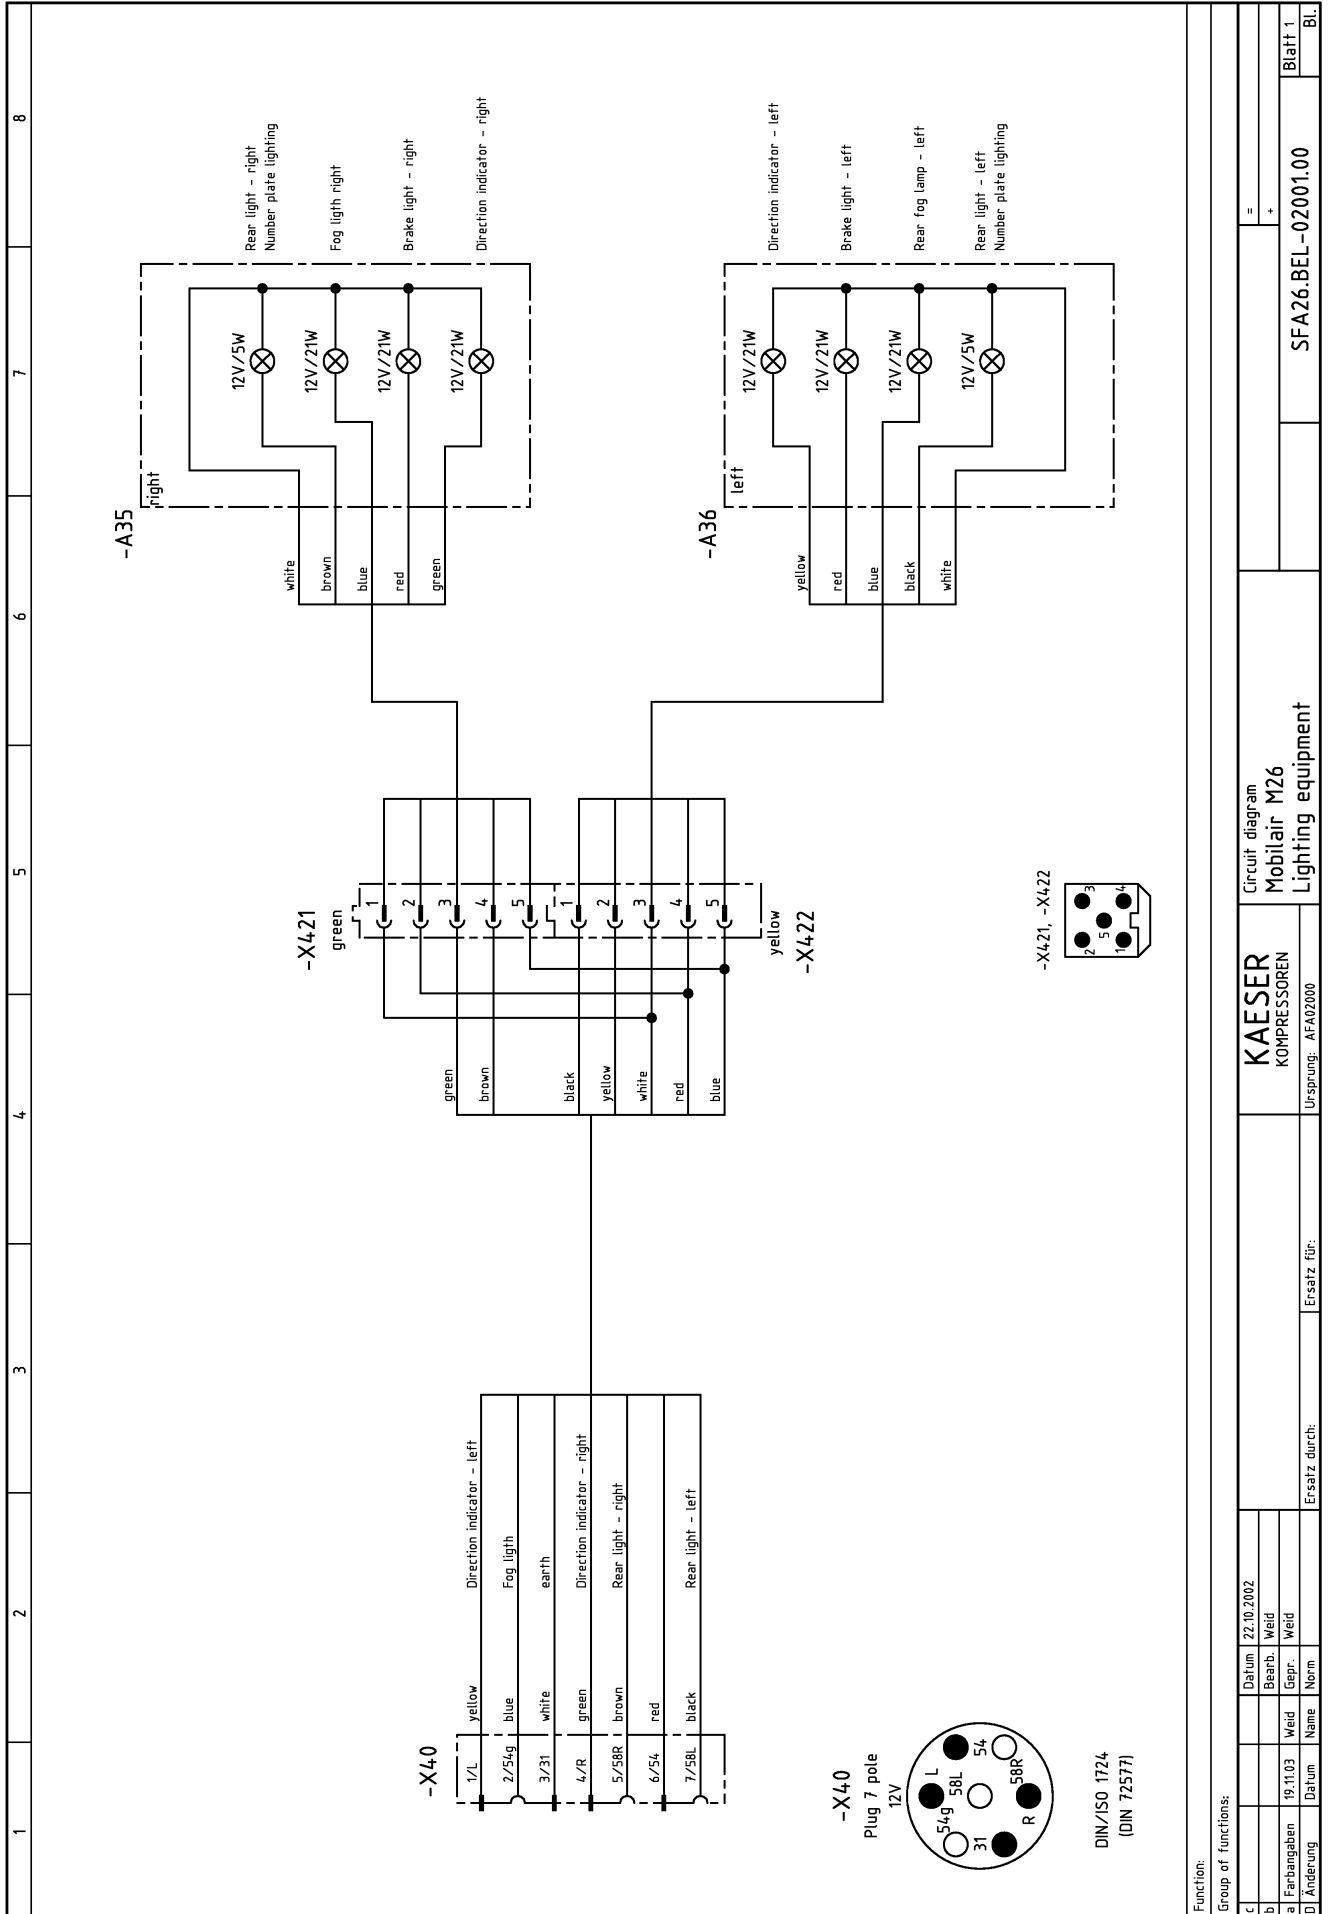 1
2
3
4
5
6
7
8
-X40
1/L
yellow
Direction indicator - left
2/54g
blue
Fog ligth
3/31
white
earth
4/R
green
Direction indicator - right
5/58R
brown
Rear light - right
6/54
red
7/58L
black
Rear light - left
green
brown
black
yellow
white
red
blue
-X421
green
1
2
3
4
5
1
2
3
4
5
yellow
-X422
-A35
right
white
brown
blue
red
green
12V/5W
12V/21W
12V/21W
12V/21W
Rear light - right
Number plate lighting
Fog ligth right
Brake light - right
Direction indicator - right
-A36
left
yellow
red
blue
black
white
12V/21W
12V/21W
12V/21W
12V/5W
Direction indicator - left
Brake light - left
Rear fog lamp - left
Rear light - left
Number plate lighting
-X40
Plug 7 pole
12V
L
54
54g
58L
58R
31
R
DIN/ISO 1724
(DIN 72577)
-X421, -X422
2
3
5
1
4
Function:
Group of functions:
c
b
a Farbangaben 19.11.03 Weid
D Änderung Datum Name
Datum 22.10.2002
Bearb. Weid
Gepr. Weid
Norm
Ersatz durch:
Ersatz für:
KAESER
KOMPRESSOREN
Ursprung: AFA02000
Circuit diagram
Mobilair M26
Lighting equipment
=
+
SFA26.BEL-02001.00
Blatt 1
Bl.